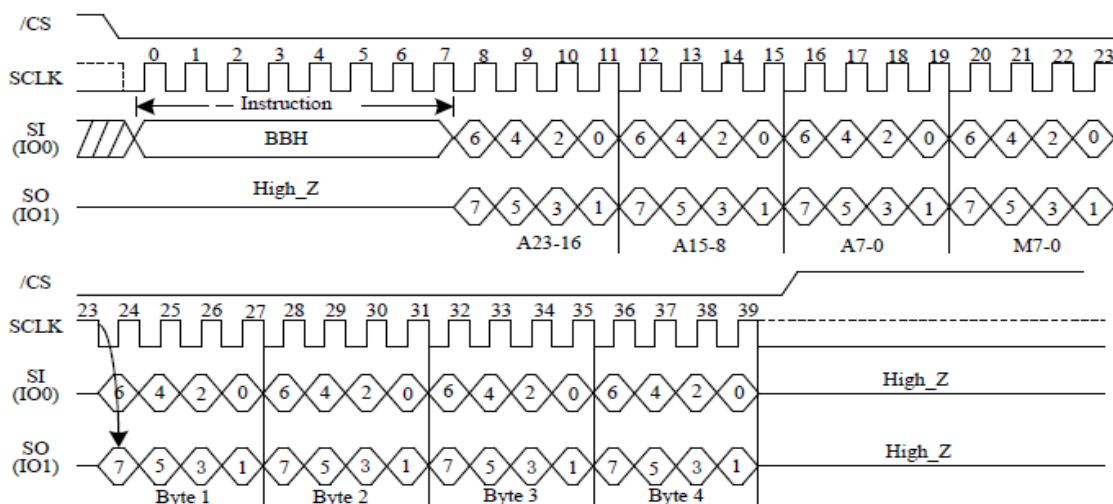 /CS
0 1 2 3 4 5 6 7 8 9 10 11 12 13 14 15 16 17 18 19 20 21 22 23
SCLK
Instruction
SI
(IO0)
BBH
6 4 2 0 6 4 2 0 6 4 2 0 6 4 2 0
High_Z
SO
(IO1)
7 5 3 1 7 5 3 1 7 5 3 1 7 5 3 1
A23-16 A15-8 A7-0 M7-0
/CS
23 24 25 26 27 28 29 30 31 32 33 34 35 36 37 38 39
SCLK
SI
(IO0)
6 4 2 0 6 4 2 0 6 4 2 0 6 4 2 0
High_Z
SO
(IO1)
7 5 3 1 7 5 3 1 7 5 3 1 7 5 3 1
High_Z
Byte 1 Byte 2 Byte 3 Byte 4